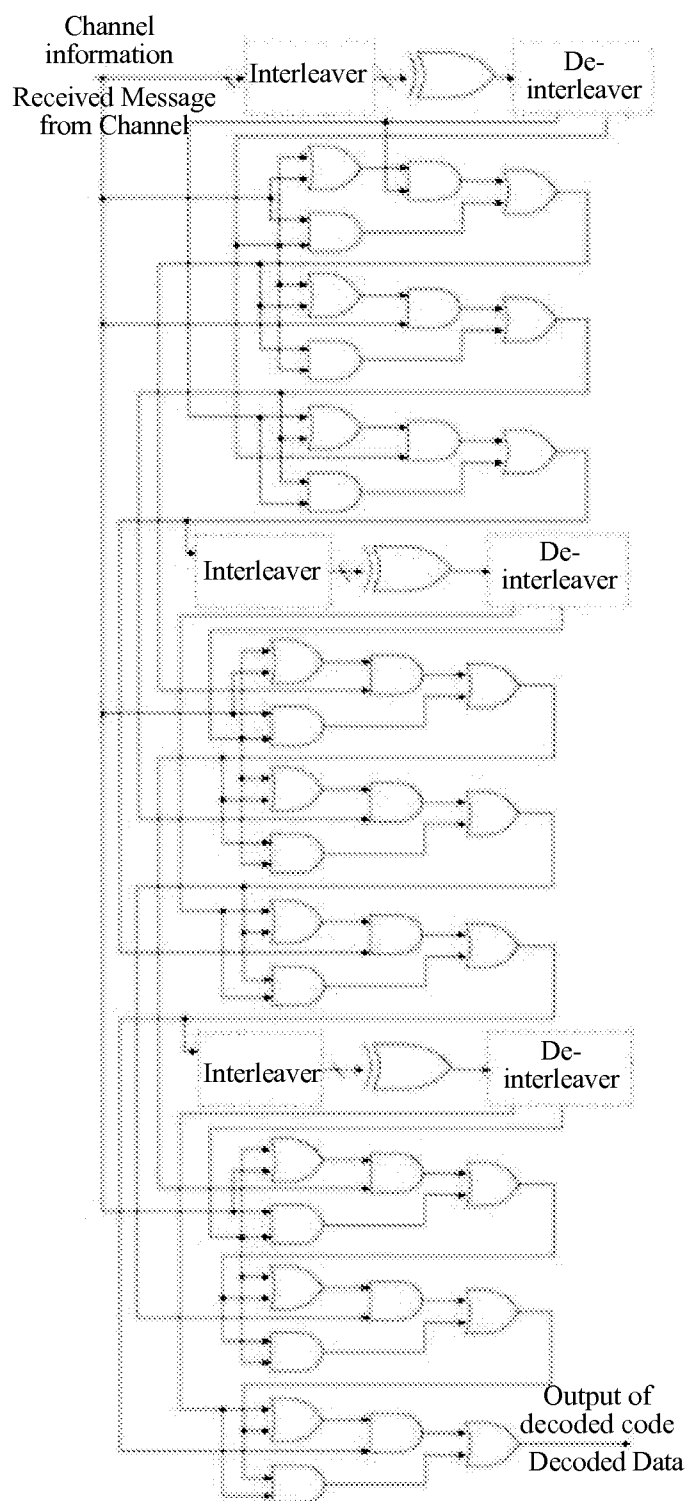 Channel
information
Received Message
from Channel
Interleaver
De-
interleaver
Interleaver
De-
interleaver
Interleaver
De-
interleaver
Output of
decoded code
Decoded Data